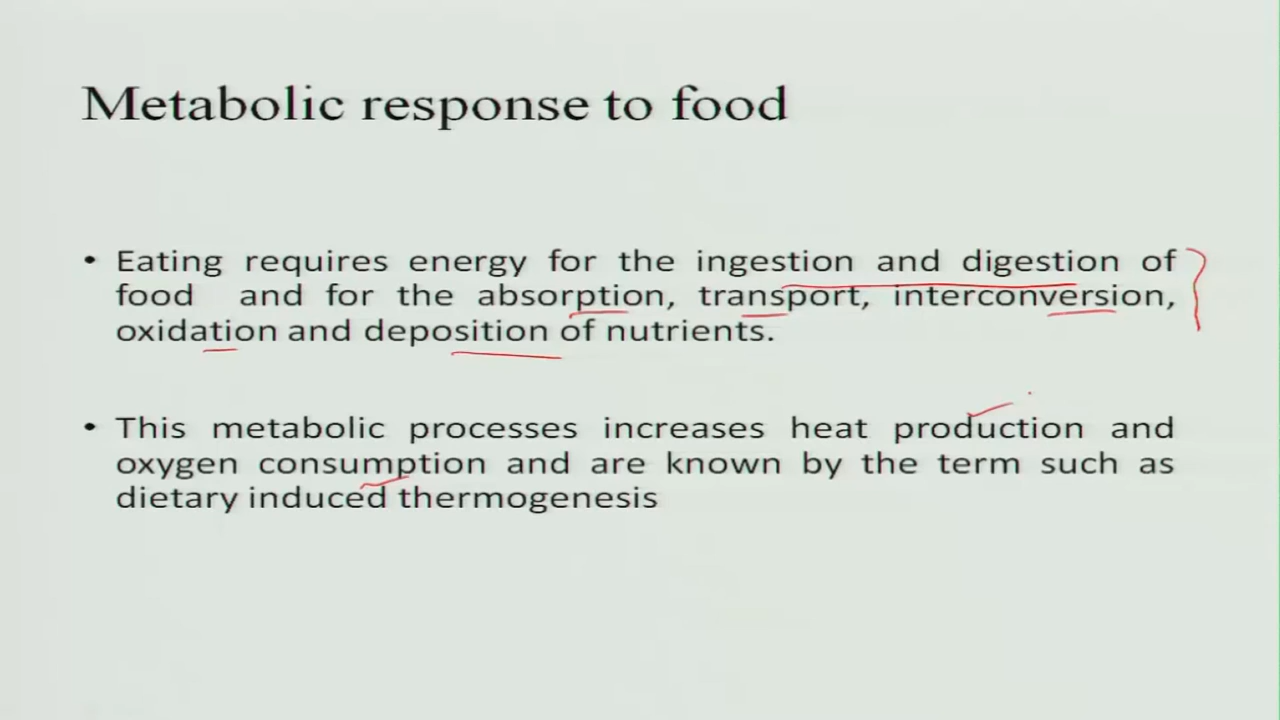 Metabolic response to food
• Eating requires energy for the ingestion and digestion of
food and for the absorption, transport, interconversion,
oxidation and deposition of nutrients.
• This metabolic processes increases heat production and
oxygen consumption and are known by the term such as
dietary induced thermogenesis